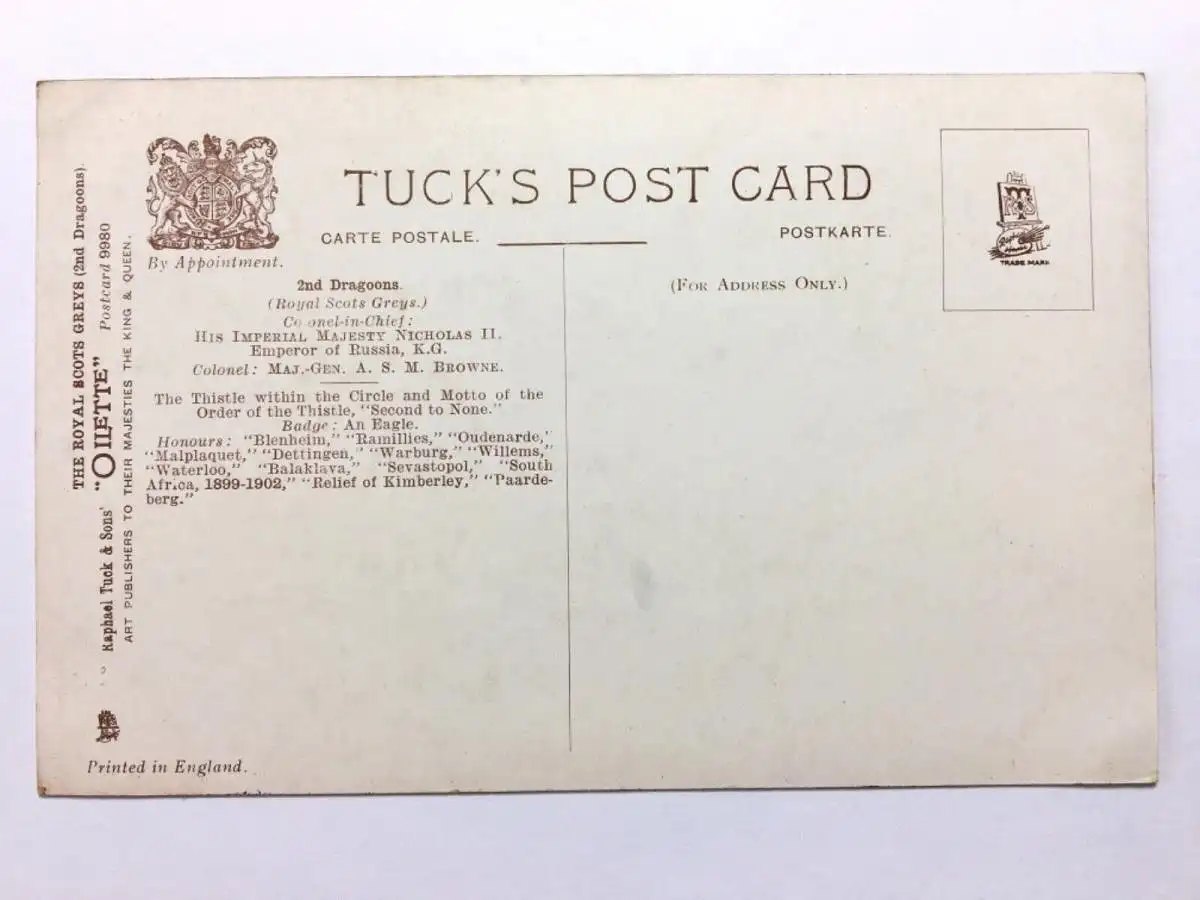 TUCK'S POST CARD
CARTE POSTALE.
POSTKARTE.
By Appointment.
(FOR ADDRESS ONLY.)
TRADE MARK
2nd Dragoons.
(Royal Scots Greys.)
Co onel-in-Chief:
HIS IMPERIAL MAJESTY NICHOLAS II.
Emperor of Russia, K.G.
Colonel: MAJ.-GEN. A. S. M. BROWNE.
The Thistle within the Circle and Motto of the
Order of the Thistle, "Second to None."
Badge: An Eagle.
Honours: "Blenheim," "Ramillies," "Oudenarde,"
"Malplaquet," "Dettingen," "Warburg," "Willems,"
"Waterloo," "Balaklava," "Sevastopol," "South
Africa, 1899-1902," "Relief of Kimberley," "Paarde-
berg."
THE ROYAL SCOTS GREYS (2nd Dragoons).
Raphael Tuck & Sons' "OILETTE" Postcard 9980
ART PUBLISHERS TO THEIR MAJESTIES THE KING & QUEEN.
Printed in England.